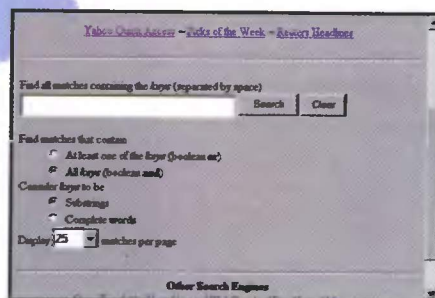 Yahoo Quick Access ~ Picks of the Week ~ Reuters Headlines
Find all matches containing the keys (separated by space)
Search Clear
Find matches that contain
At least one of the keys (boolean or)
All keys (boolean and)
Consider keys to be
Substrings
Complete words
Display 25 matches per page
Other Search Engines